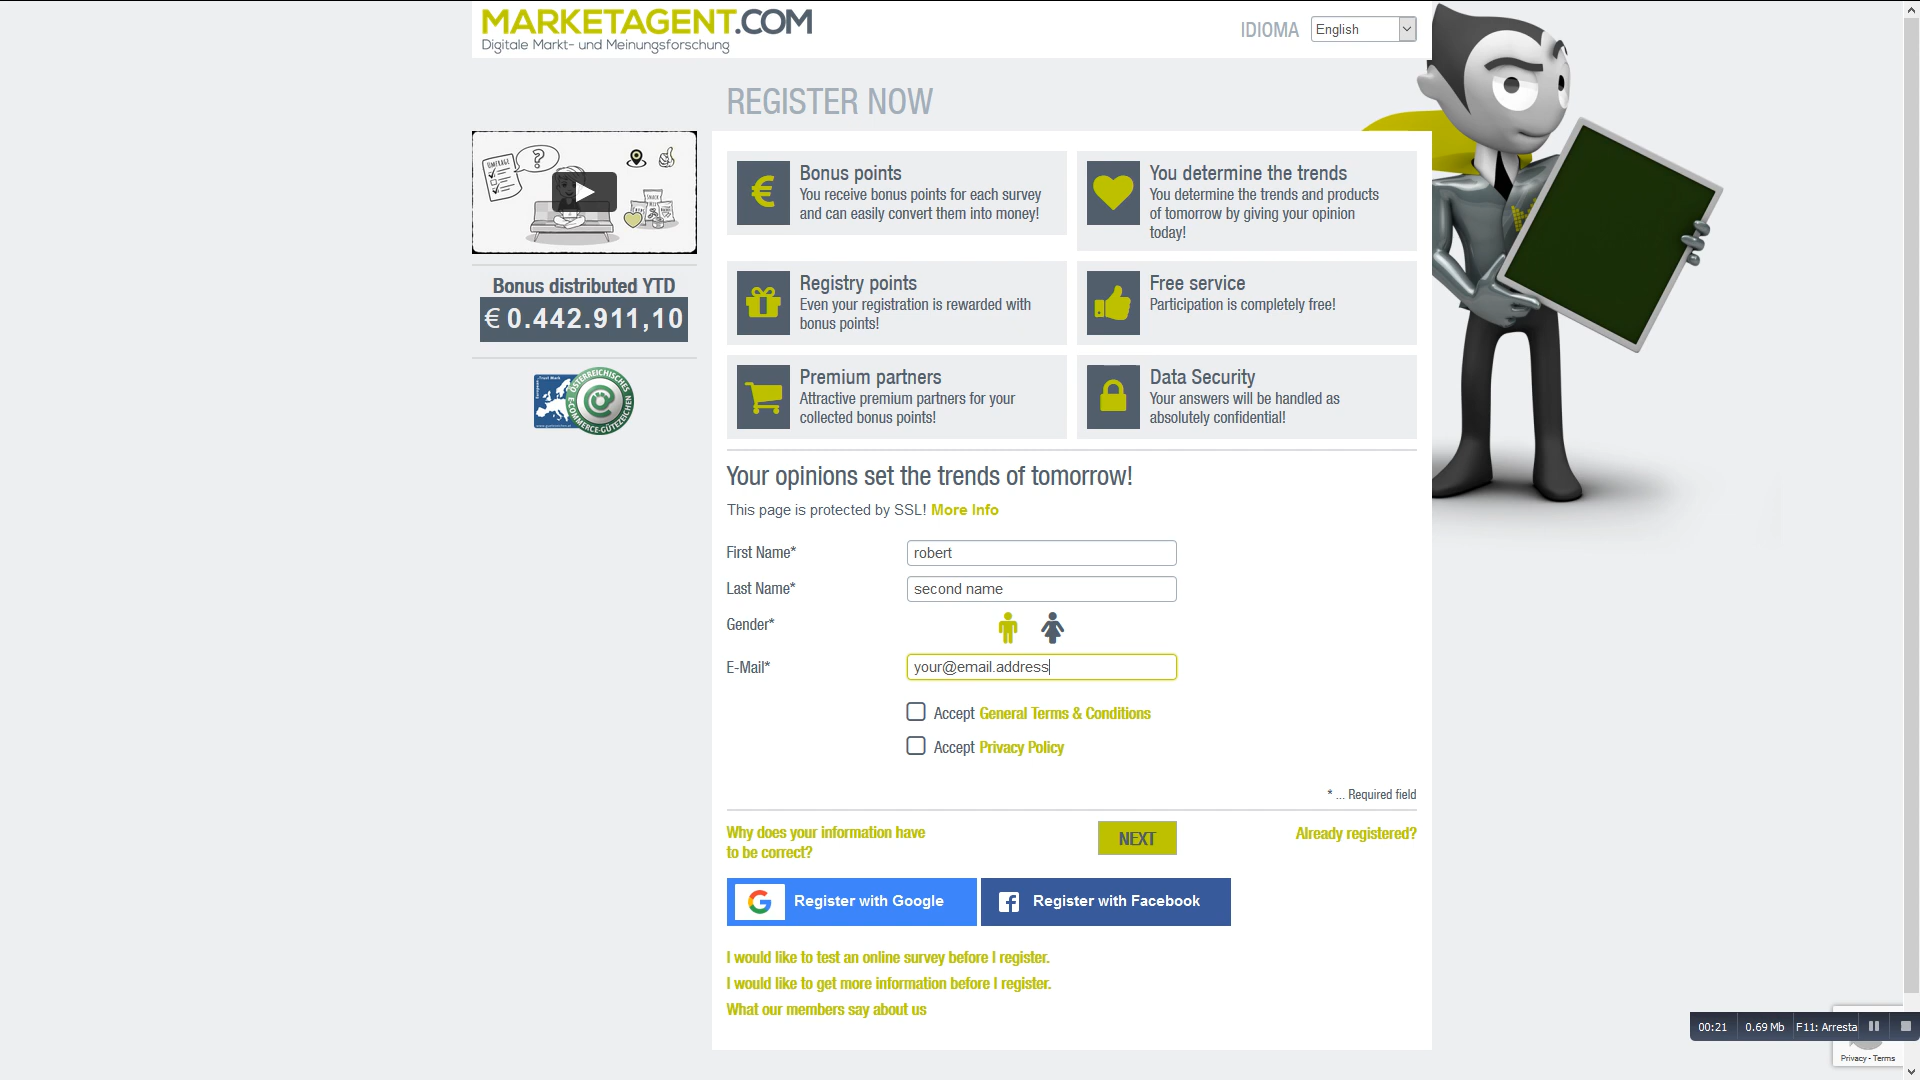 MARKETAGENT.COM
Digitale Markt- und Meinungsforschung
IDIOMA
English
REGISTER NOW
UMFRAGE
?
Bonus distributed YTD
€ 0.442.911,10
European Trust Mark
ÖSTERREICHISCHES
E-COMMERCE-GÜTEZEICHEN
€
Bonus points
You receive bonus points for each survey
and can easily convert them into money!
You determine the trends
You determine the trends and products
of tomorrow by giving your opinion
today!
Registry points
Even your registration is rewarded with
bonus points!
Free service
Participation is completely free!
Premium partners
Attractive premium partners for your
collected bonus points!
Data Security
Your answers will be handled as
absolutely confidential!
Your opinions set the trends of tomorrow!
This page is protected by SSL! More Info
First Name*
robert
Last Name*
second name
Gender*
E-Mail*
your@email.address
Accept General Terms & Conditions
Accept Privacy Policy
* ... Required field
Why does your information have
to be correct?
NEXT
Already registered?
Register with Google
Register with Facebook
I would like to test an online survey before I register.
I would like to get more information before I register.
What our members say about us
00:21 0.69 Mb F11: Arresta
Privacy - Terms